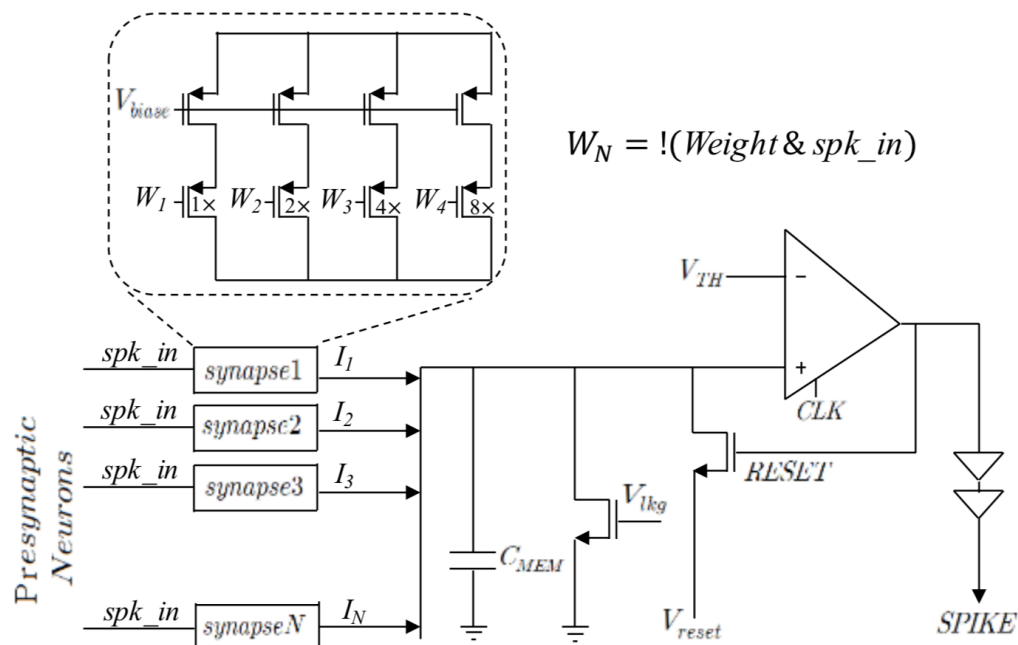 V_biase
W_1 1× W_2 2× W_3 4× W_4 8×
W_N = !(Weight & spk_in)
V_TH
−
+
CLK
spk_in synapse1 I_1
spk_in synapse2 I_2
spk_in synapse3 I_3
spk_in synapseN I_N
Presynaptic
Neurons
C_MEM
V_lkg
RESET
V_reset
SPIKE